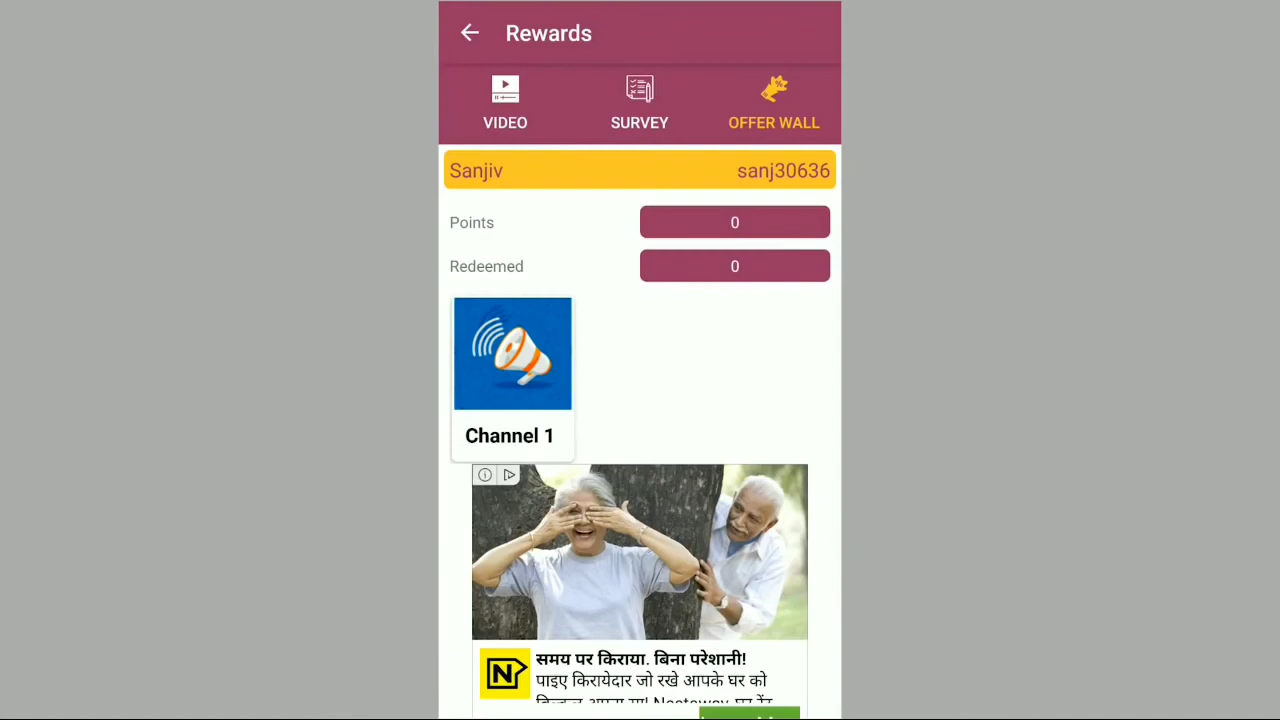 Rewards
VIDEO SURVEY OFFER WALL
Sanjiv sanj30636
Points 0
Redeemed 0
Channel 1
N
समय पर किराया. बिना परेशानी!
पाइए किरायेदार जो रखे आपके घर को